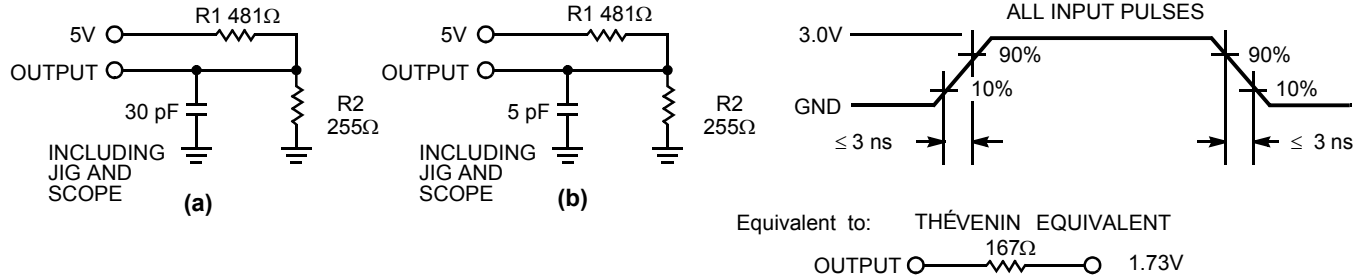 R1 481Ω
5V
OUTPUT
30 pF
R2
255Ω
INCLUDING
JIG AND
SCOPE
(a)
R1 481Ω
5V
OUTPUT
5 pF
R2
255Ω
INCLUDING
JIG AND
SCOPE
(b)
ALL INPUT PULSES
3.0V
90%
10%
GND
≤ 3 ns
90%
10%
≤ 3 ns
Equivalent to: THÉVENIN EQUIVALENT
167Ω
OUTPUT
1.73V